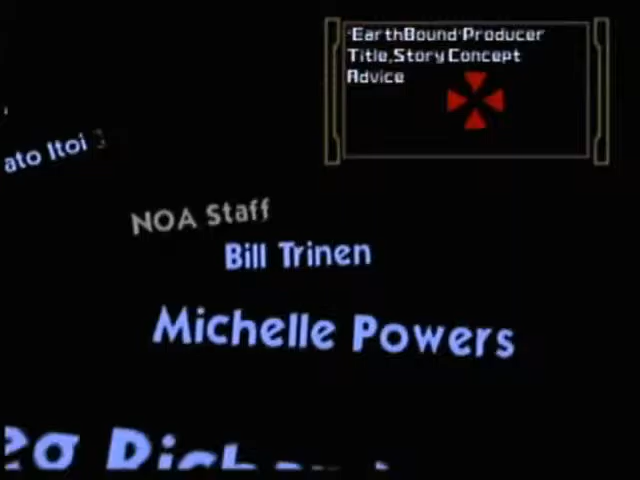 'EarthBound'Producer
Title,Story Concept
Advice
ato Itoi
NOA Staff
Bill Trinen
Michelle Powers